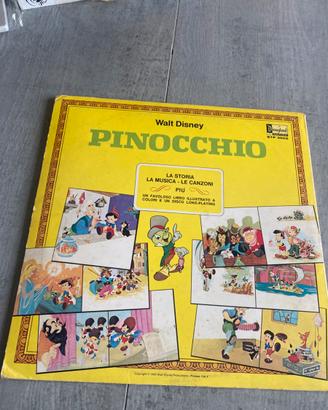 Walt Disney
PINOCCHIO
LA STORIA
LA MUSICA - LE CANZONI
PIÙ
UN FAVOLOSO LIBRO ILLUSTRATO A
COLORI E UN DISCO LONG-PLAYING